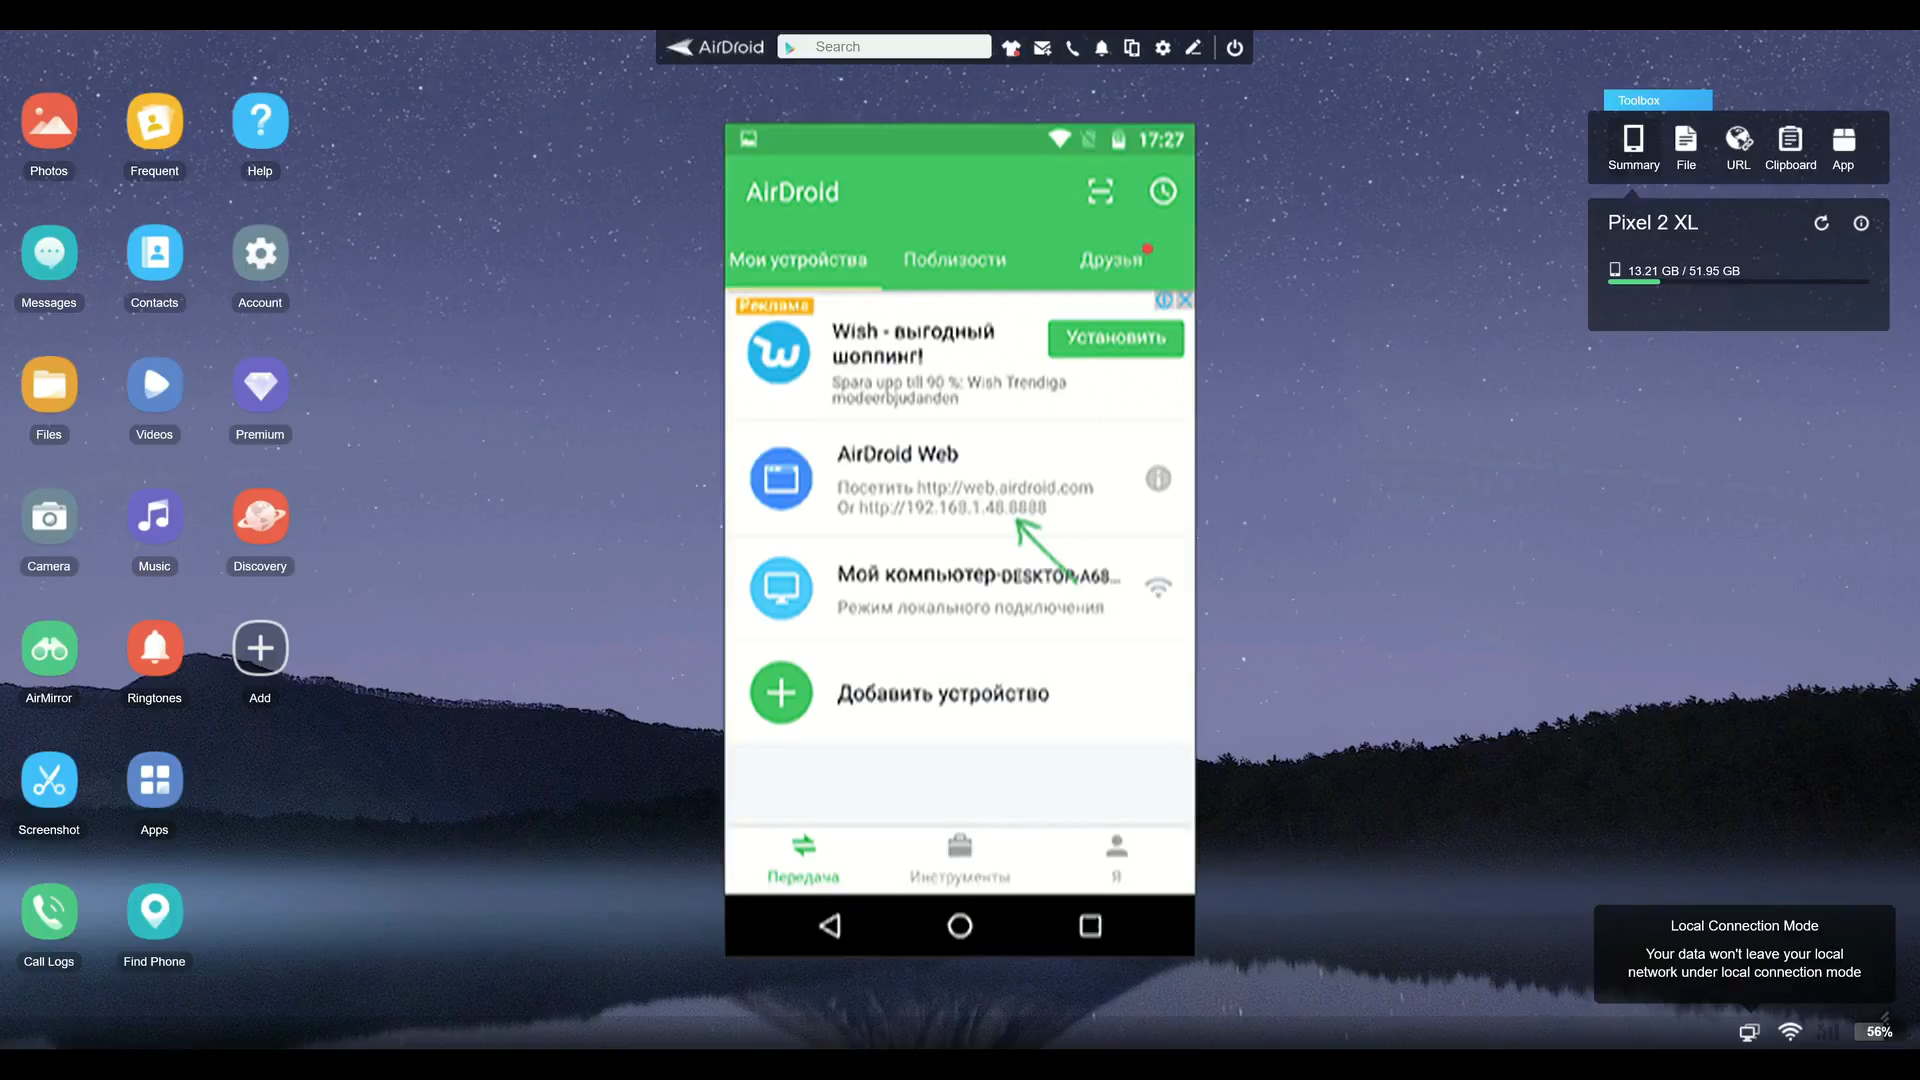 AirDroid
Search
Photos
Frequent
Help
Messages
Contacts
Account
Files
Videos
Premium
Camera
Music
Discovery
AirMirror
Ringtones
Add
Screenshot
Apps
Call Logs
Find Phone
17:27
AirDroid
Мои устройства
Поблизости
Друзья
Реклама
Wish - выгодный
шоппинг!
Установить
Spara upp till 90 %: Wish Trendiga
modeerbjudanden
AirDroid Web
Посетить http://web.airdroid.com
Or http://192.168.1.48:8888
Мой компьютер-DESKTOP-A68...
Режим локального подключения
Добавить устройство
Передача
Инструменты
Я
Toolbox
Summary
File
URL
Clipboard
App
Pixel 2 XL
13.21 GB / 51.95 GB
Local Connection Mode
Your data won't leave your local
network under local connection mode
56%